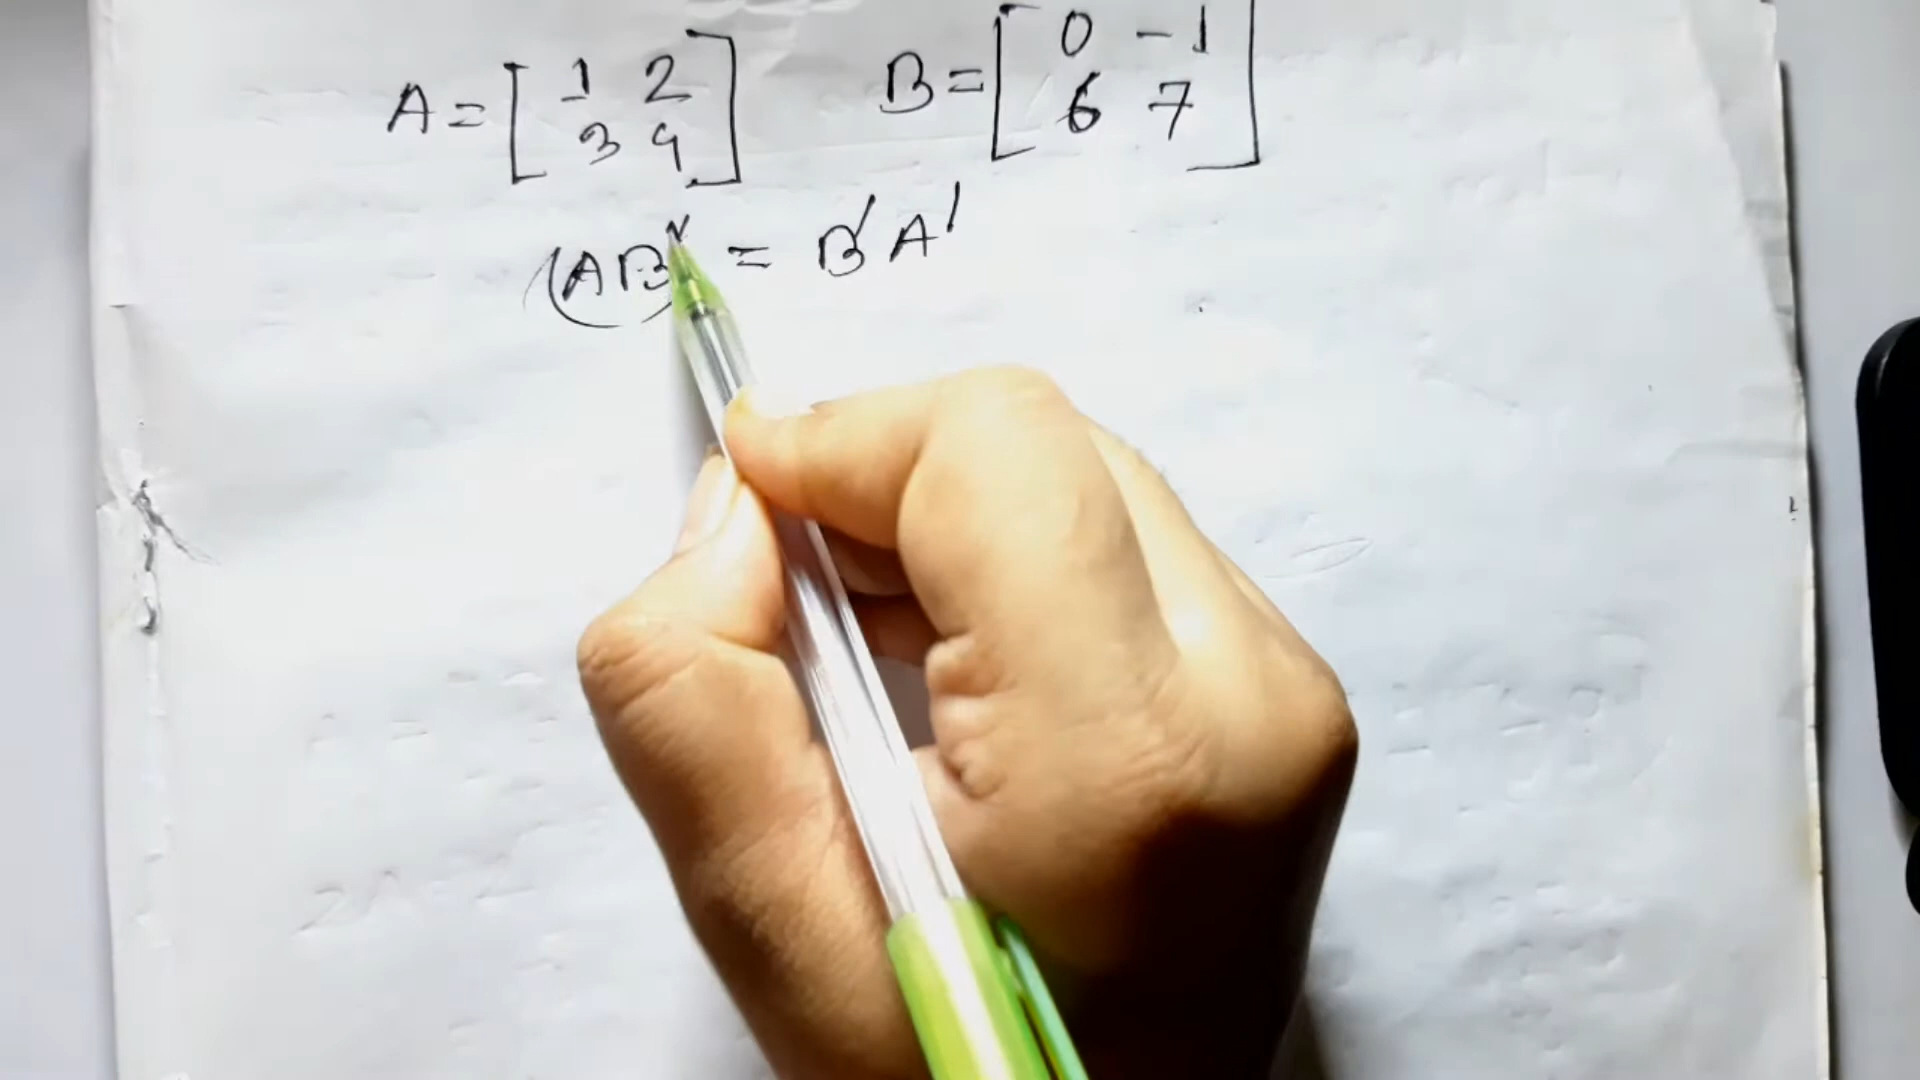 A = [ 1 2 B = [ 0 -1
3 4 ] 6 7 ]
(AB)' = B'A'